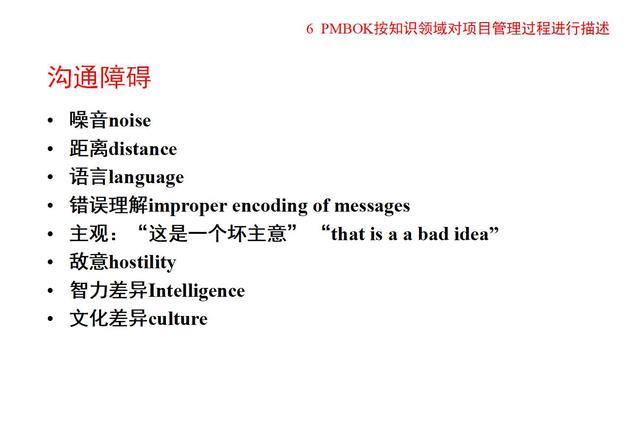 6 PMBOK按知识领域对项目管理过程进行描述
沟通障碍
• 噪音noise
• 距离distance
• 语言language
• 错误理解improper encoding of messages
• 主观：“这是一个坏主意” “that is a a bad idea”
• 敌意hostility
• 智力差异Intelligence
• 文化差异culture